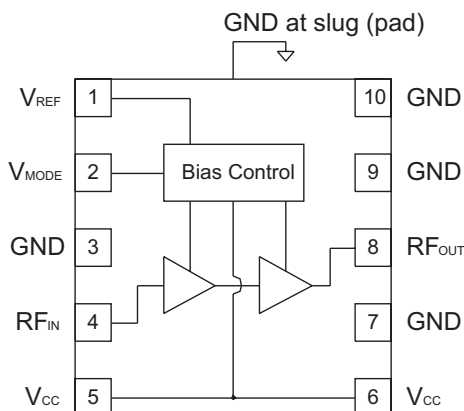 GND at slug (pad)
VREF 1 10 GND
VMODE 2 Bias Control 9 GND
GND 3 8 RFOUT
RFIN 4 7 GND
VCC 5 6 VCC